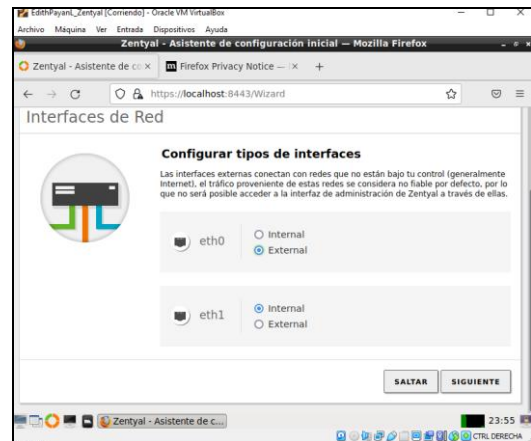 EdithPayanL_Zentyal [Corriendo] - Oracle VM VirtualBox
Archivo Máquina Ver Entrada Dispositivos Ayuda
Zentyal - Asistente de configuración inicial — Mozilla Firefox
Zentyal - Asistente de co
Firefox Privacy Notice —
https://localhost:8443/Wizard
Interfaces de Red
Configurar tipos de interfaces
Las interfaces externas conectan con redes que no están bajo tu control (generalmente
Internet), el tráfico proveniente de estas redes se considera no fiable por defecto, por lo
que no será posible acceder a la interfaz de administración de Zentyal a través de ellas.
eth0
Internal
External
eth1
Internal
External
SALTAR
SIGUIENTE
Zentyal - Asistente de c...
23:55
CTRL DERECHA